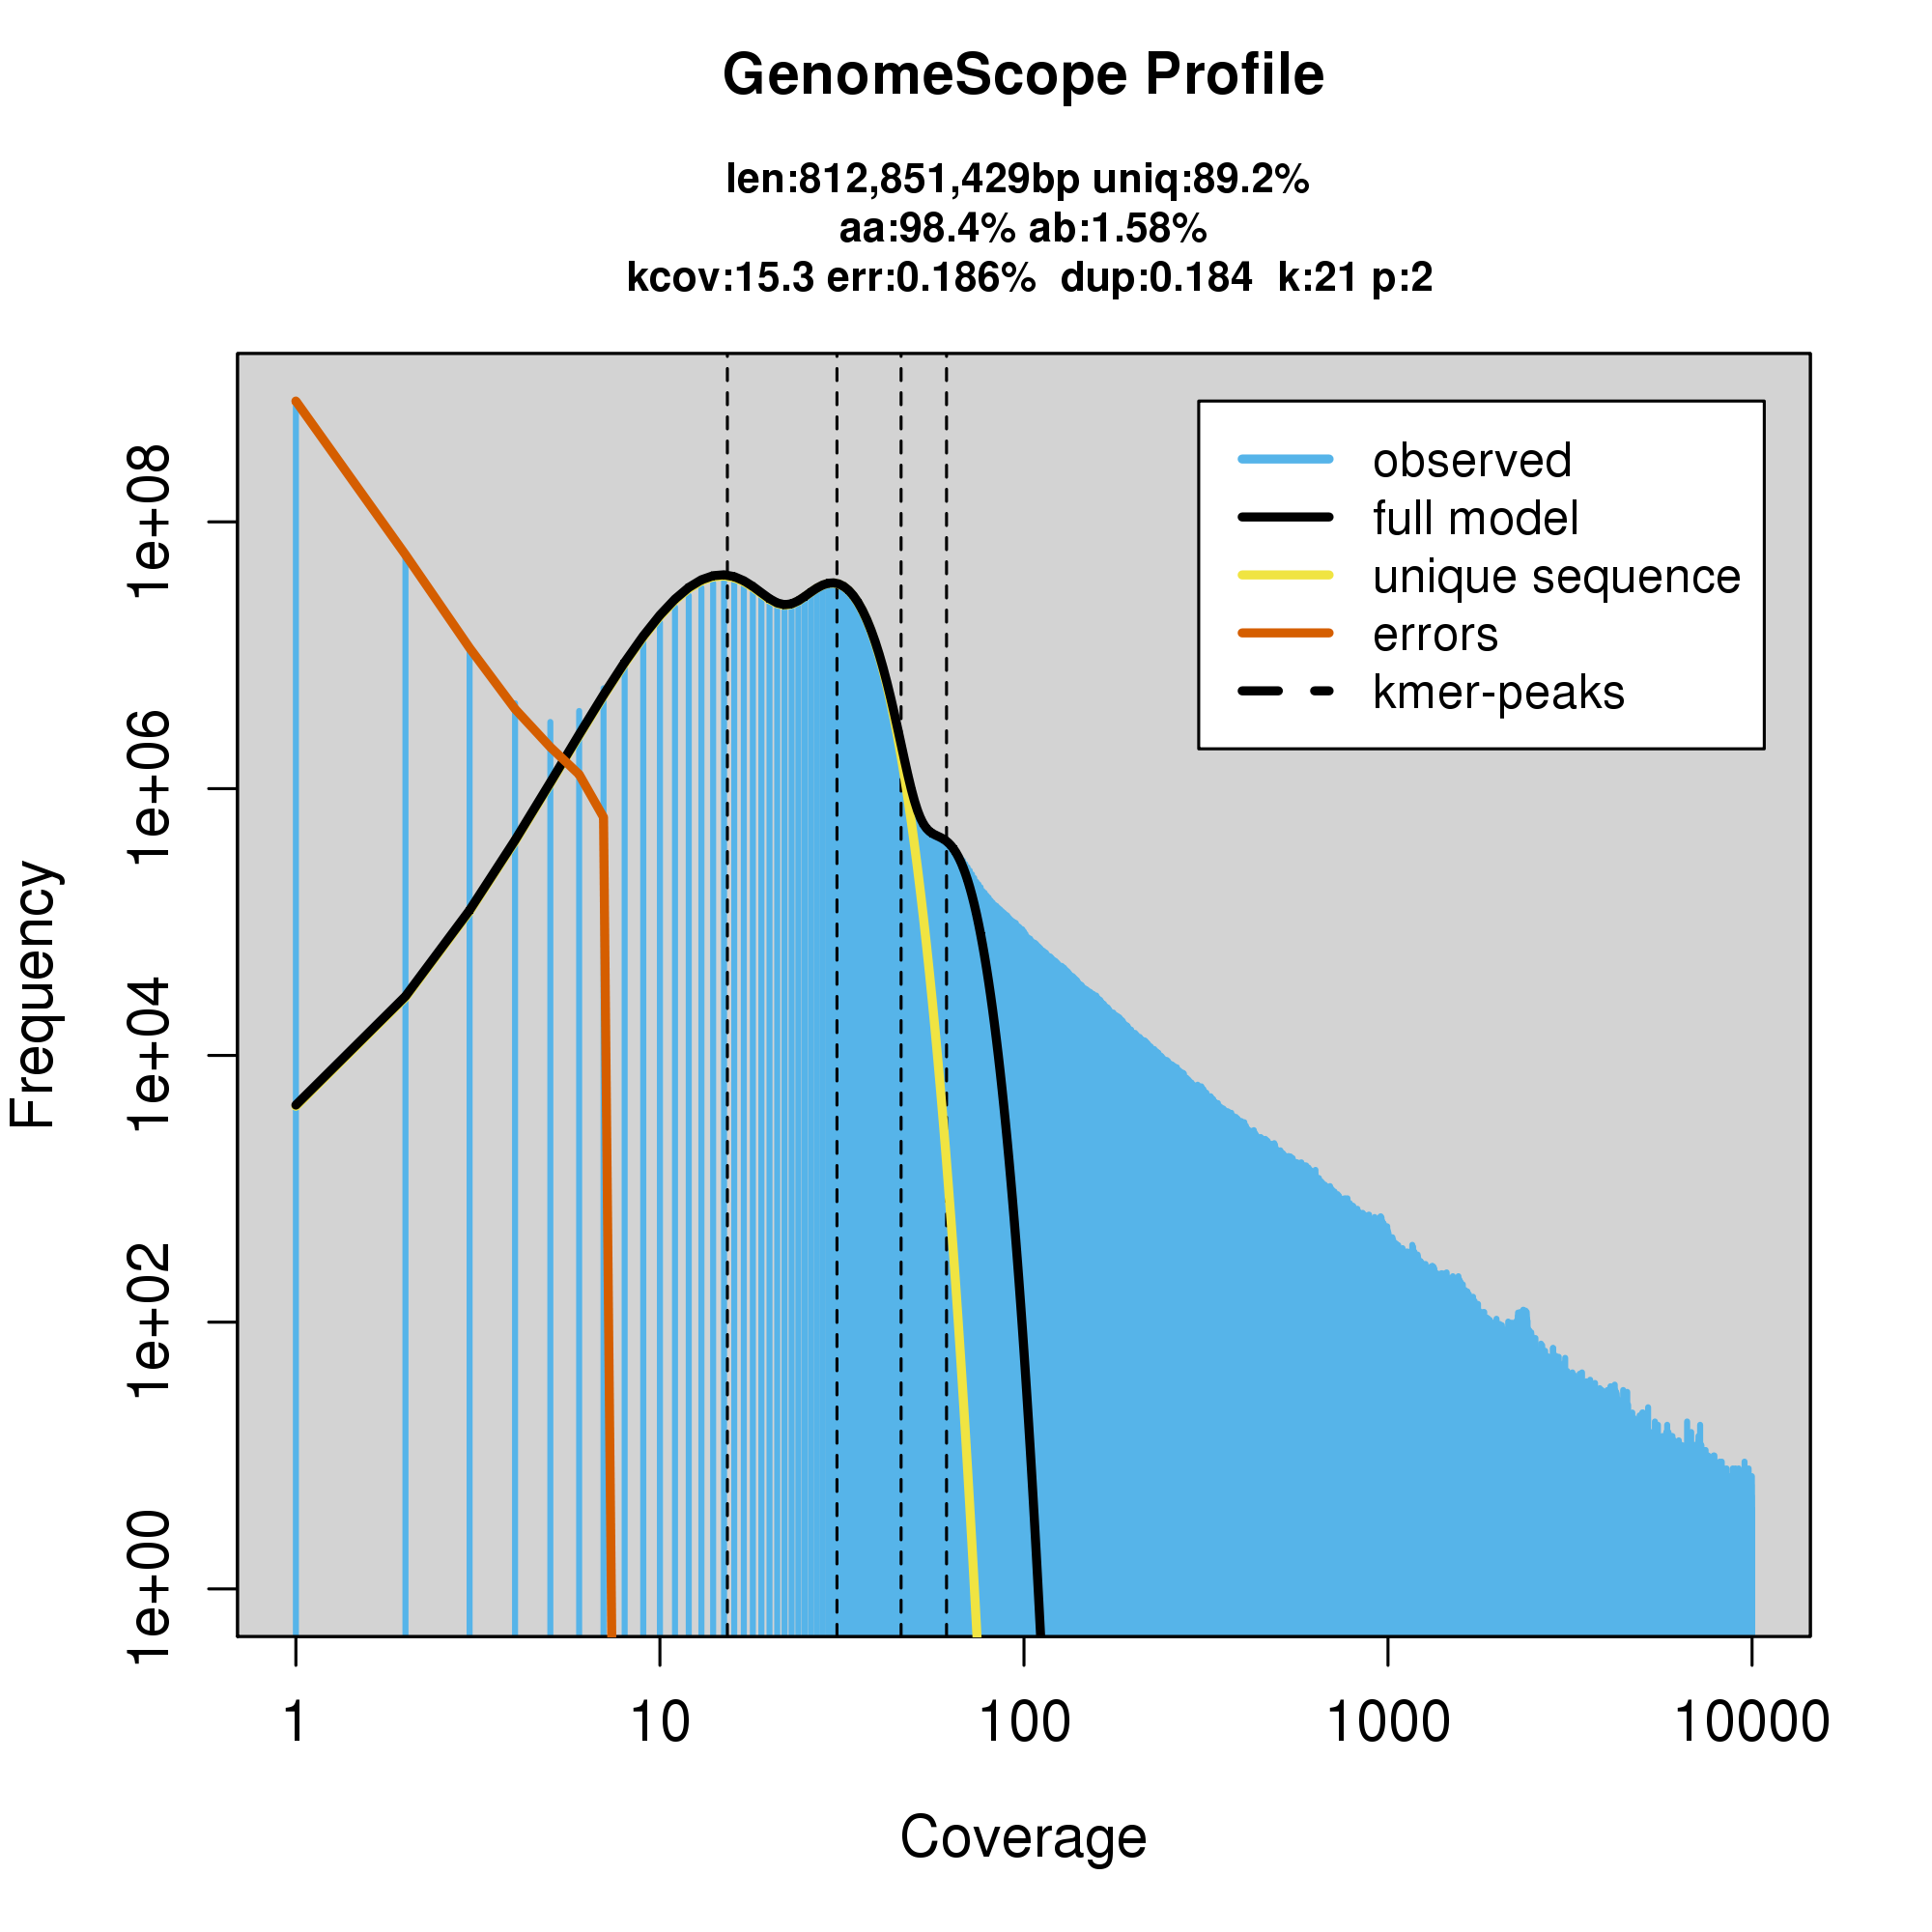 GenomeScope Profile
len:812,851,429bp uniq:89.2%
aa:98.4% ab:1.58%
kcov:15.3 err:0.186%  dup:0.184  k:21 p:2
observed
full model
unique sequence
errors
kmer-peaks
Frequency
1e+08
1e+06
1e+04
1e+02
1e+00
1
10
100
1000
10000
Coverage